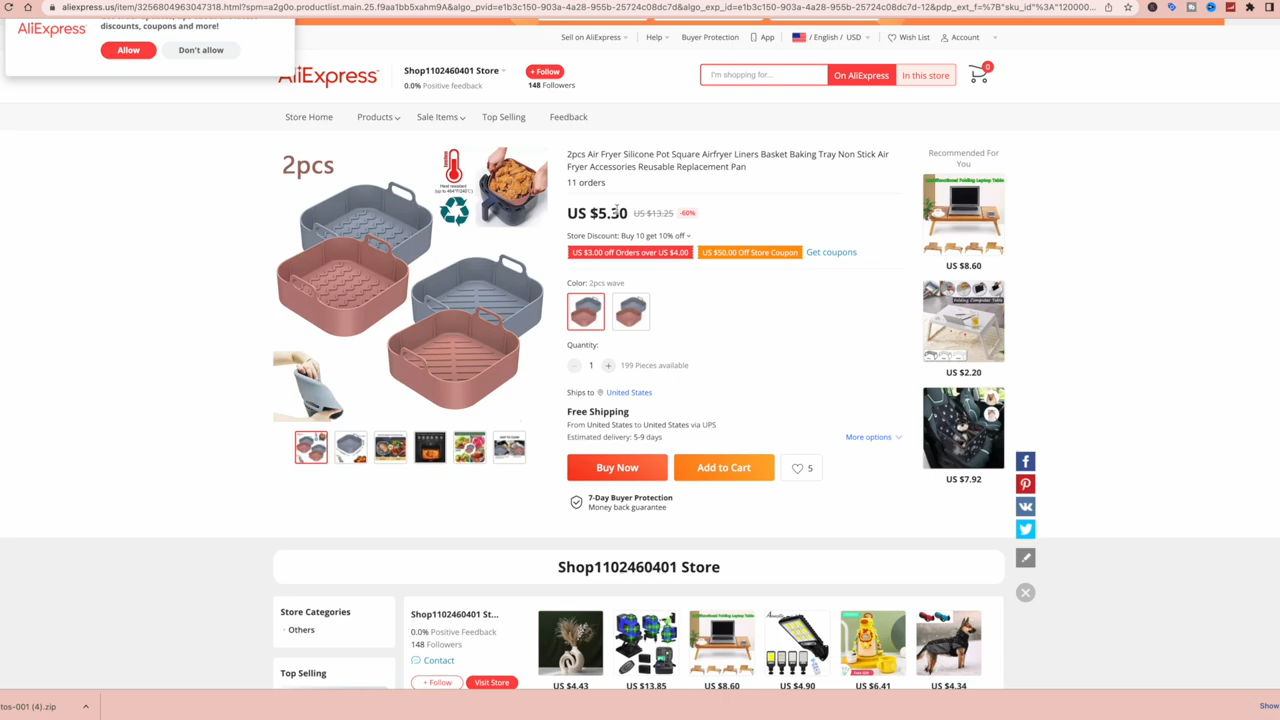 aliexpress.us/item/3256804963047318.html?spm=a2g0o.productlist.main.25.f9aa1bb5xahm9A&algo_pvid=e1b3c150-903a-4a28-955b-25724c08dc7d&algo_exp_id=e1b3c150-903a-4a28-955b-25724c08dc7d-12&pdp_ext_f=%7B"sku_id"%3A"120000...
discounts, coupons and more!
AliExpress
Allow
Don't allow
Sell on AliExpress
Help
Buyer Protection
App
/ English / USD
Wish List
Account
AliExpress
Shop1102460401 Store
0.0% Positive feedback
+ Follow
148 Followers
I'm shopping for...
On AliExpress
In this store
0
Store Home
Products
Sale Items
Top Selling
Feedback
2pcs
Heat resistant
2pcs Air Fryer Silicone Pot Square Airfryer Liners Basket Baking Tray Non Stick Air
Fryer Accessories Reusable Replacement Pan
11 orders
US $5.30 US $13.25 -60%
Store Discount: Buy 10 get 10% off
US $3.00 off Orders over US $4.00
US $50.00 Off Store Coupon
Get coupons
Color: 2pcs wave
Quantity:
1
199 Pieces available
Ships to United States
Free Shipping
From United States to United States via UPS
Estimated delivery: 5-9 days
More options
Buy Now
Add to Cart
5
7-Day Buyer Protection
Money back guarantee
Recommended For
You
US $8.60
Folding Computer Table
US $2.20
US $7.92
Shop1102460401 Store
Store Categories
Others
Top Selling
Shop1102460401 St...
0.0% Positive Feedback
148 Followers
Contact
+ Follow
Visit Store
US $4.43
US $13.85
US $8.60
US $4.90
US $6.41
US $4.34
tos-001 (4).zip
Show